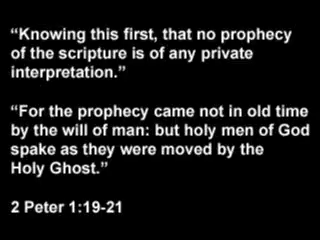 “Knowing this first, that no prophecy
of the scripture is of any private
interpretation.”
“For the prophecy came not in old time
by the will of man: but holy men of God
spake as they were moved by the
Holy Ghost.”
2 Peter 1:19-21